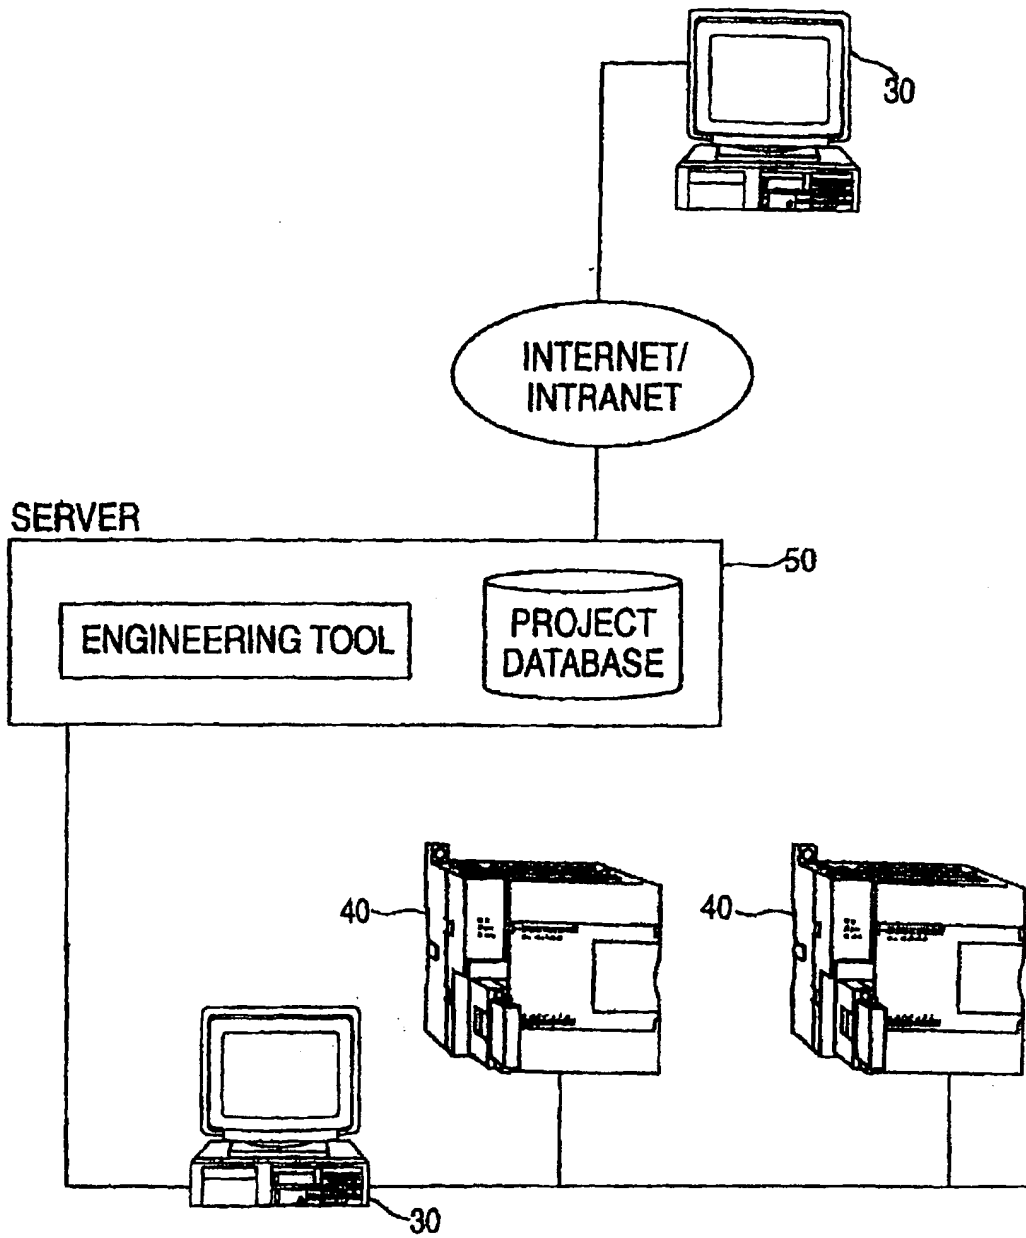 30
INTERNET/
INTRANET
SERVER
50
ENGINEERING TOOL
PROJECT
DATABASE
40
40
30